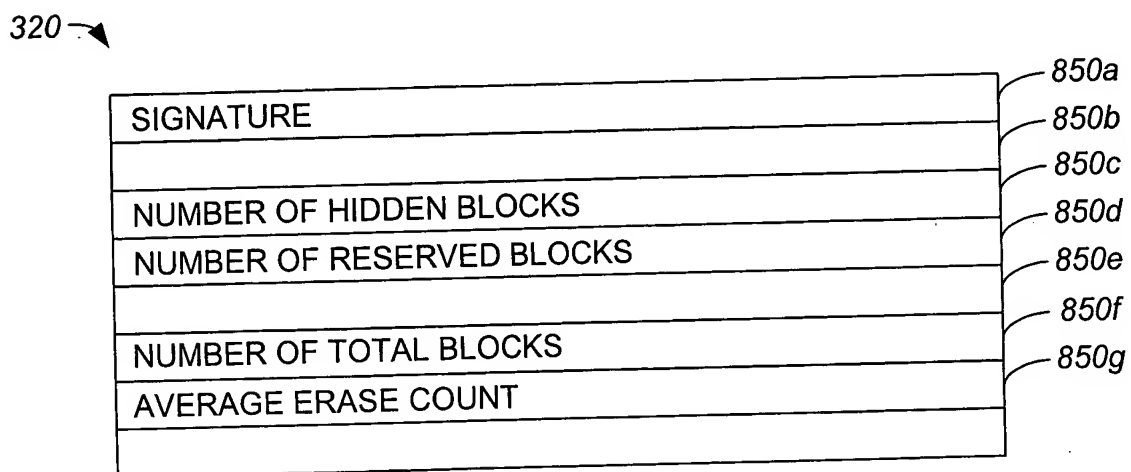 320
SIGNATURE 850a
850b
NUMBER OF HIDDEN BLOCKS 850c
NUMBER OF RESERVED BLOCKS 850d
850e
NUMBER OF TOTAL BLOCKS 850f
AVERAGE ERASE COUNT 850g